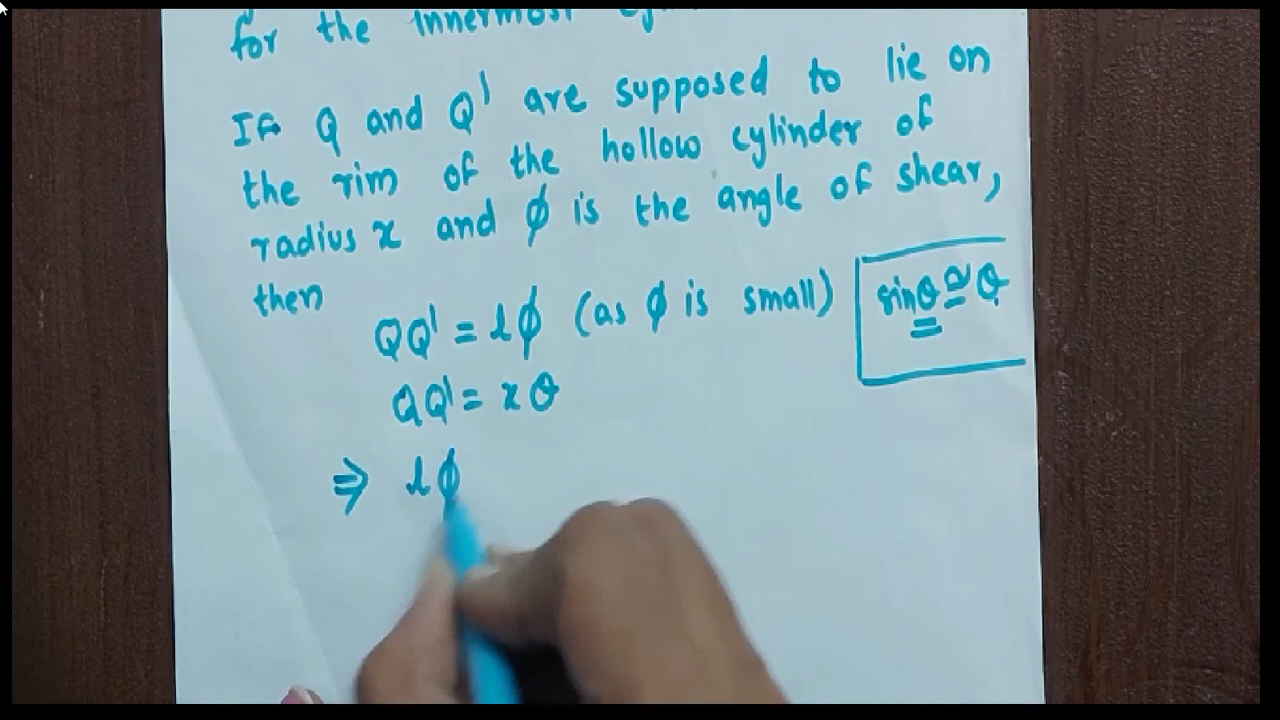 for the innermost
If Q and Q' are supposed to lie on
the rim of the hollow cylinder of
radius x and ϕ is the angle of shear,
then
QQ' = lϕ (as ϕ is small)
sinθ ≅ θ
QQ' = xθ
⇒ lϕ